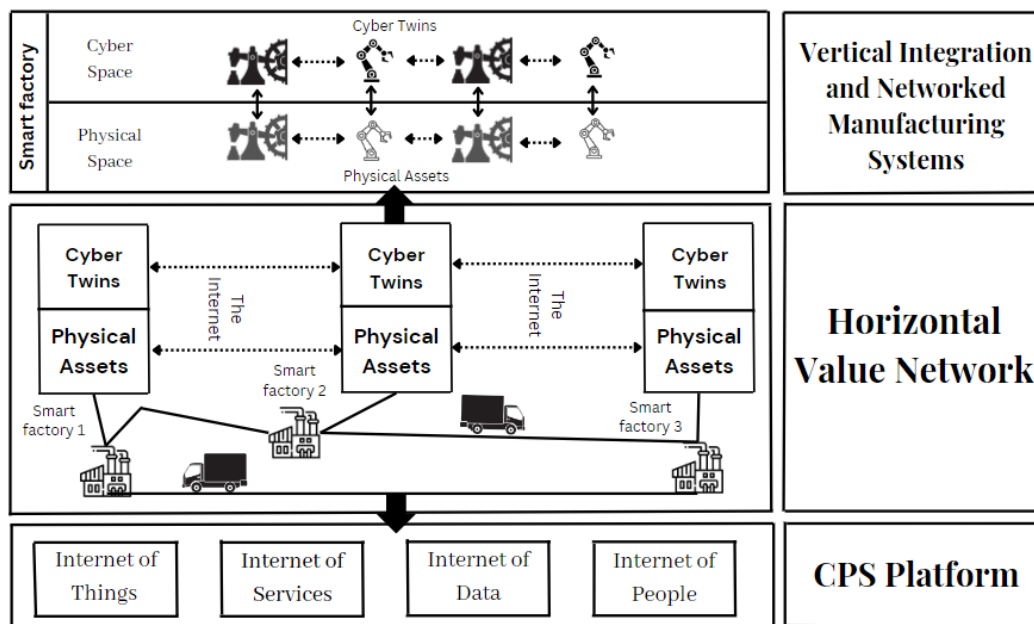 Smart factory
Cyber
Space
Cyber Twins
Physical
Space
Physical Assets
Vertical Integration
and Networked
Manufacturing
Systems
Cyber
Twins
Physical
Assets
The
Internet
Cyber
Twins
Physical
Assets
The
Internet
Cyber
Twins
Physical
Assets
Smart
factory 1
Smart
factory 2
Smart
factory 3
Horizontal
Value Network
Internet of
Things
Internet of
Services
Internet of
Data
Internet of
People
CPS Platform